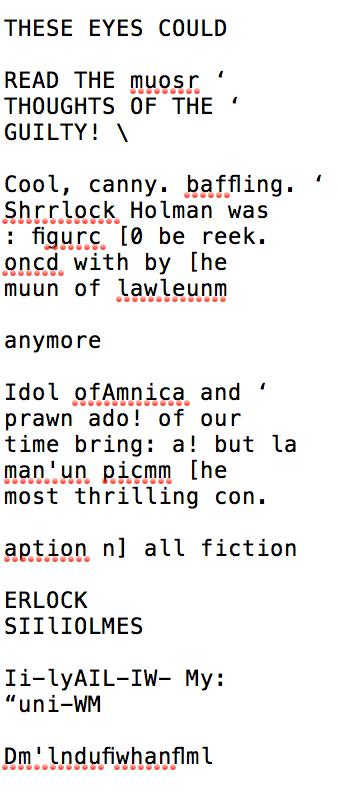 THESE EYES COULD
READ THE muosr ‘
THOUGHTS OF THE ‘
GUILTY! \
Cool, canny. baffling. ‘
Shrrlock Holman was
: figurc [0 be reek.
oncd with by [he
muun of lawleunm
anymore
Idol ofAmnica and ‘
prawn ado! of our
time bring: a! but la
man'un picmm [he
most thrilling con.
aption n] all fiction
ERLOCK
SIIlIOLMES
Ii-lyAIL-IW- My:
“uni-WM
Dm'lndufiwhanflml